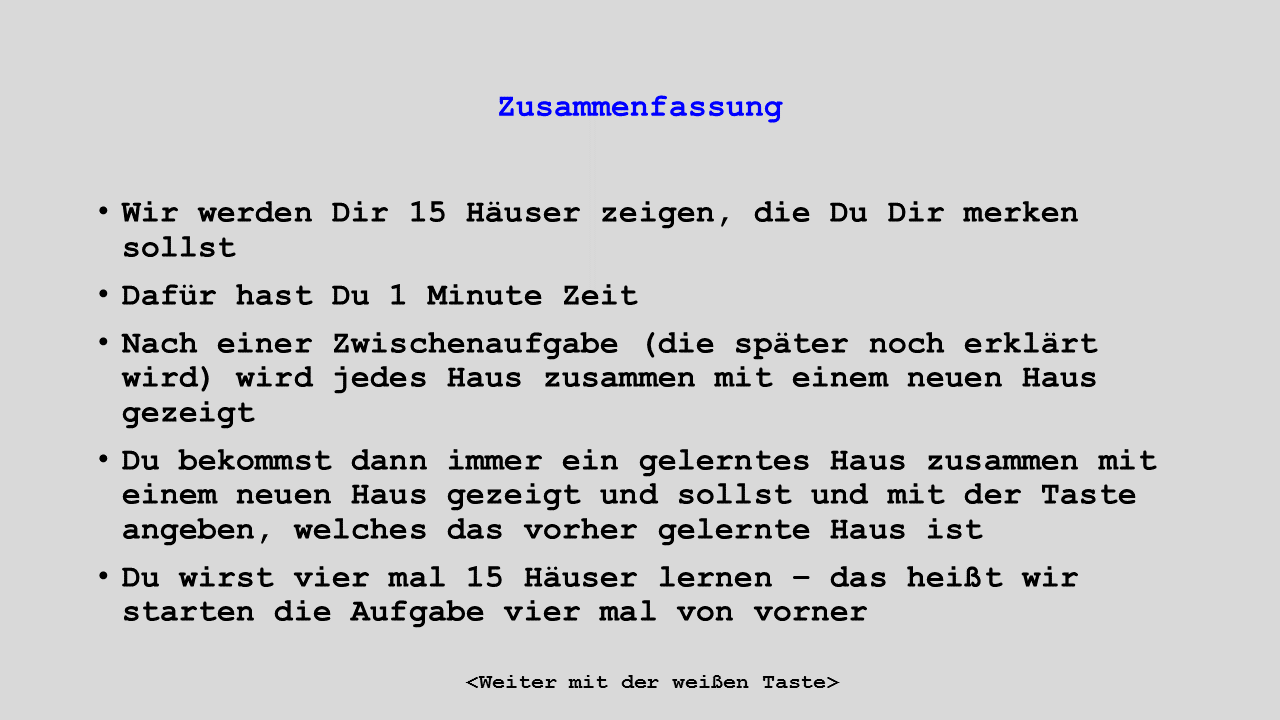 Zusammenfassung
• Wir werden Dir 15 Häuser zeigen, die Du Dir merken
sollst
• Dafür hast Du 1 Minute Zeit
• Nach einer Zwischenaufgabe (die später noch erklärt
wird) wird jedes Haus zusammen mit einem neuen Haus
gezeigt
• Du bekommst dann immer ein gelerntes Haus zusammen mit
einem neuen Haus gezeigt und sollst und mit der Taste
angeben, welches das vorher gelernte Haus ist
• Du wirst vier mal 15 Häuser lernen – das heißt wir
starten die Aufgabe vier mal von vorner
<Weiter mit der weißen Taste>